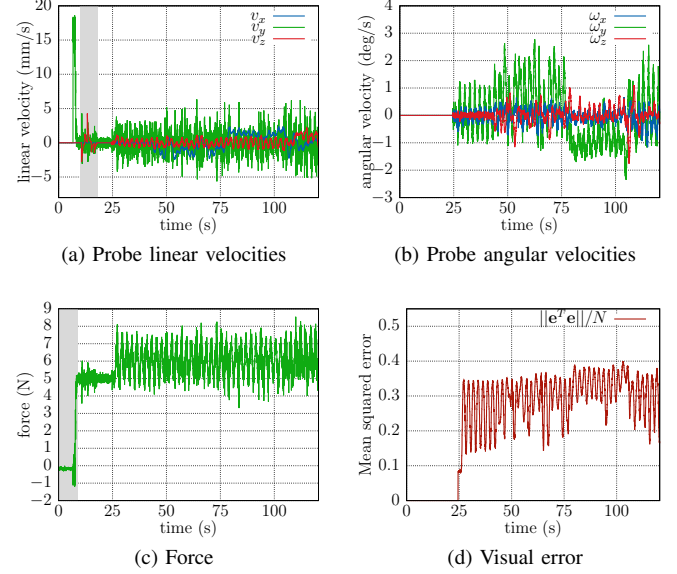 20
15
10
5
0
−5
linear velocity (mm/s)
v_x
v_y
v_z
0 25 50 75 100
time (s)
(a) Probe linear velocities
3
2
1
0
−1
−2
−3
angular velocity (deg/s)
ω_x
ω_y
ω_z
0 25 50 75 100
time (s)
(b) Probe angular velocities
9
8
7
6
5
4
3
2
1
0
−1
−2
force (N)
0 25 50 75 100
time (s)
(c) Force
0.5
0.4
0.3
0.2
0.1
0
Mean squared error
||e^T e||/N
0 25 50 75 100
time (s)
(d) Visual error